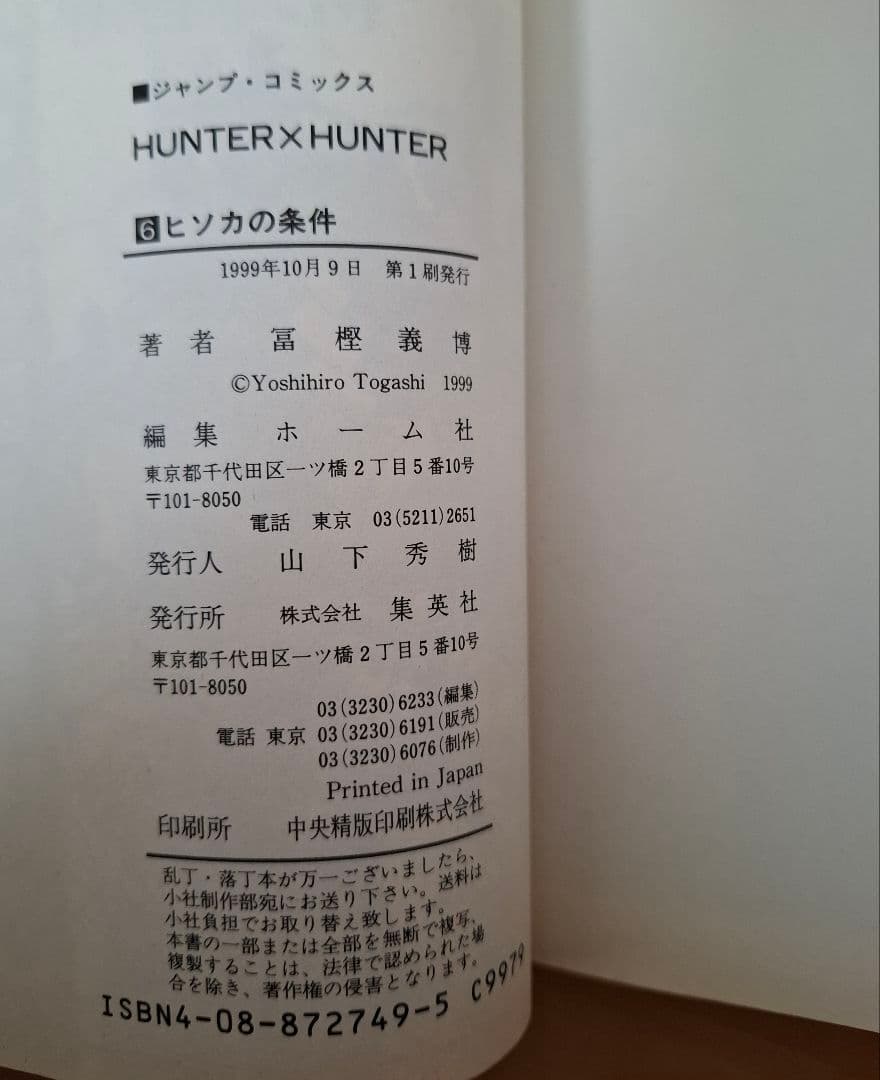 ■ジャンプ・コミックス
HUNTER×HUNTER
6ヒソカの条件
1999年10月9日 第1刷発行
著者 冨樫義博
©Yoshihiro Togashi 1999
編集 ホーム社
東京都千代田区一ツ橋2丁目5番10号
〒101-8050
電話 東京 03(5211)2651
発行人 山下秀樹
発行所 株式会社 集英社
東京都千代田区一ツ橋2丁目5番10号
〒101-8050
03(3230)6233(編集)
電話 東京 03(3230)6191(販売)
03(3230)6076(制作)
Printed in Japan
印刷所 中央精版印刷株式会社
乱丁・落丁本が万一ございましたら、
小社制作部宛にお送り下さい。送料は
小社負担でお取り替え致します。
本書の一部または全部を無断で複写、
複製することは、法律で認められた場
合を除き、著作権の侵害となります。
ISBN4-08-872749-5 C9979